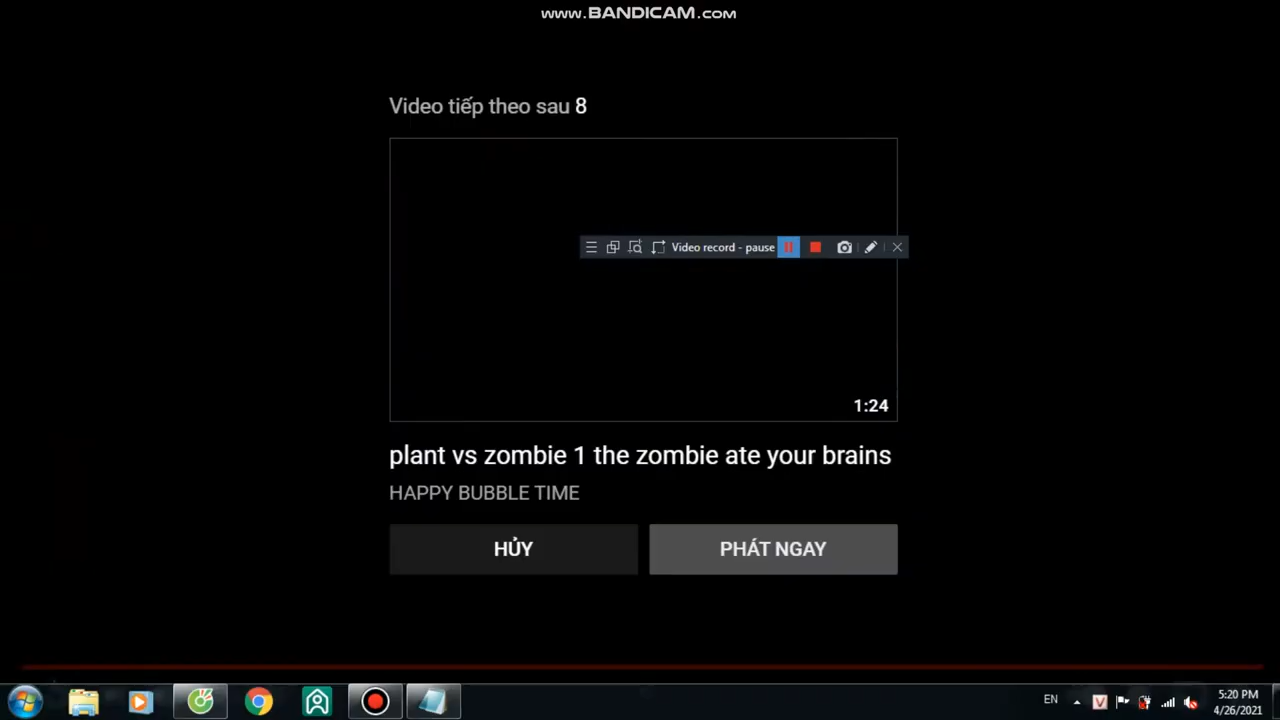 www.BANDICAM.com
Video tiếp theo sau 8
Video record - pause
1:24
plant vs zombie 1 the zombie ate your brains
HAPPY BUBBLE TIME
HỦY
PHÁT NGAY
EN
V
5:20 PM
4/26/2021